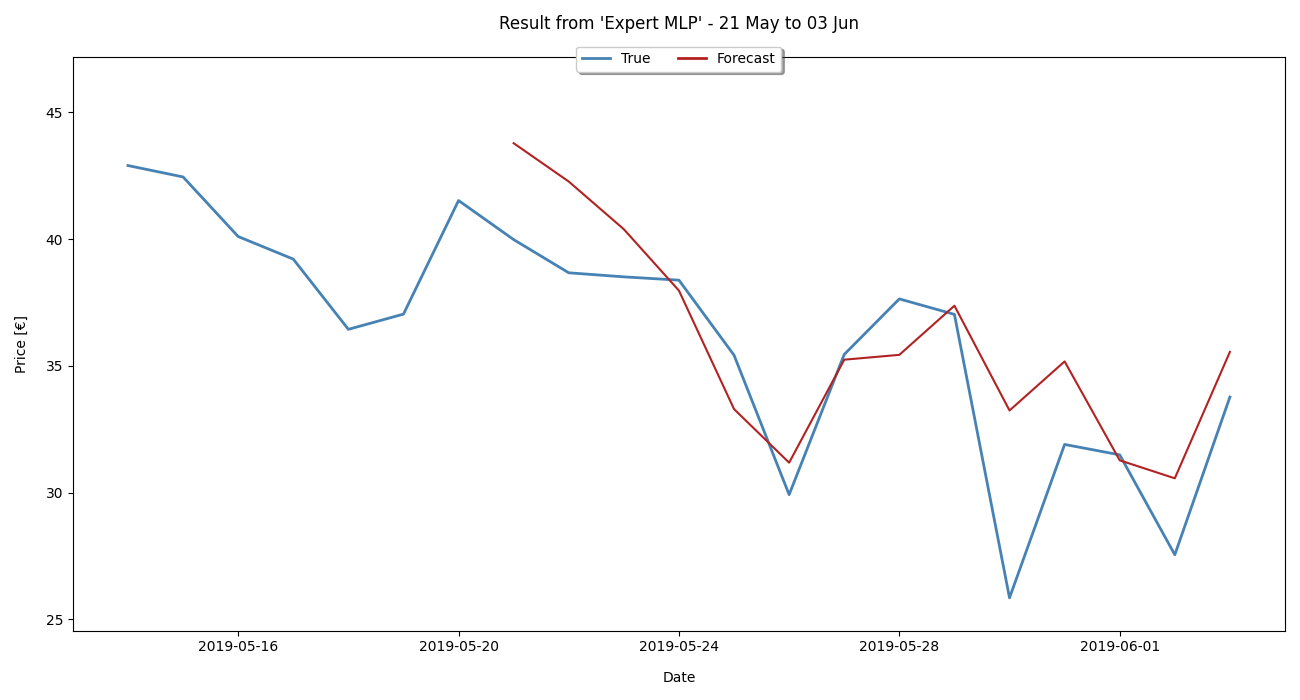 Result from 'Expert MLP' - 21 May to 03 Jun
True Forecast
45
40
35
30
25
Price [€]
2019-05-16 2019-05-20 2019-05-24 2019-05-28 2019-06-01
Date